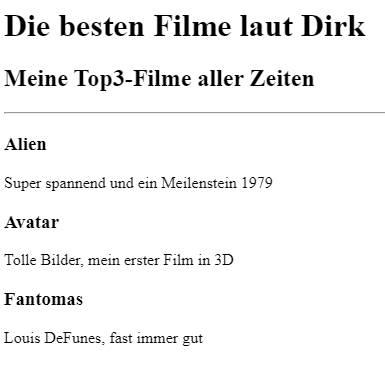 Die besten Filme laut Dirk
Meine Top3-Filme aller Zeiten
Alien
Super spannend und ein Meilenstein 1979
Avatar
Tolle Bilder, mein erster Film in 3D
Fantomas
Louis DeFunes, fast immer gut